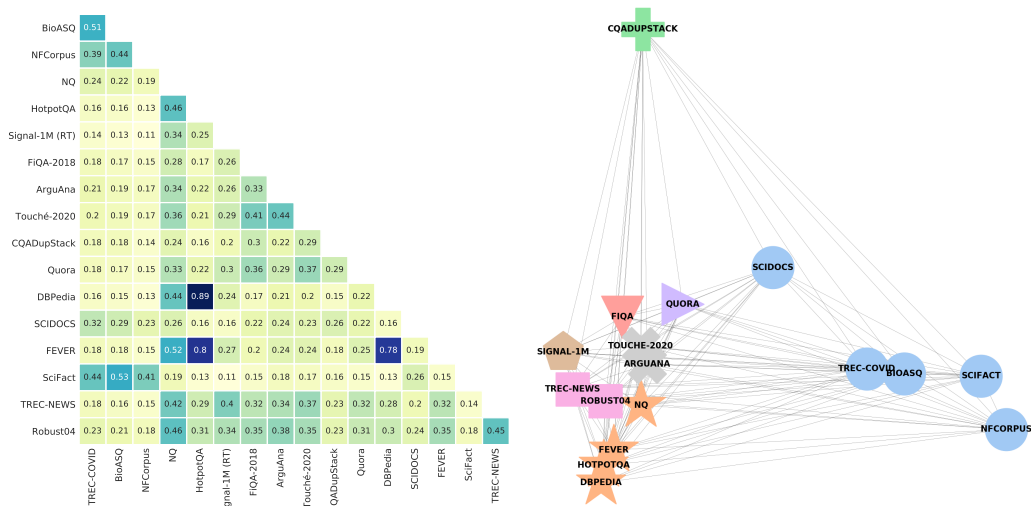 BioASQ 0.51
NFCorpus 0.39 0.44
NQ 0.24 0.22 0.19
HotpotQA 0.16 0.16 0.13 0.46
Signal-1M (RT) 0.14 0.13 0.11 0.34 0.25
FiQA-2018 0.18 0.17 0.15 0.28 0.17 0.26
ArguAna 0.21 0.19 0.17 0.34 0.22 0.26 0.33
Touché-2020 0.2 0.19 0.17 0.36 0.21 0.29 0.41 0.44
CQADupStack 0.18 0.18 0.14 0.24 0.16 0.2 0.3 0.22 0.29
Quora 0.18 0.17 0.15 0.33 0.22 0.3 0.36 0.29 0.37 0.29
DBPedia 0.16 0.15 0.13 0.44 0.89 0.24 0.17 0.21 0.2 0.15 0.22
SCIDOCS 0.32 0.29 0.23 0.26 0.16 0.16 0.22 0.24 0.23 0.26 0.22 0.16
FEVER 0.18 0.18 0.15 0.52 0.8 0.27 0.2 0.24 0.24 0.18 0.25 0.78 0.19
SciFact 0.44 0.53 0.41 0.19 0.13 0.11 0.15 0.18 0.17 0.16 0.15 0.13 0.26 0.15
TREC-NEWS 0.18 0.16 0.15 0.42 0.29 0.4 0.32 0.34 0.37 0.23 0.32 0.28 0.2 0.32 0.14
Robust04 0.23 0.21 0.18 0.46 0.31 0.34 0.35 0.38 0.35 0.23 0.31 0.3 0.24 0.35 0.18 0.45
TREC-COVID
BioASQ
NFCorpus
NQ
HotpotQA
gnal-1M (RT)
FiQA-2018
ArguAna
Touché-2020
QADupStack
Quora
DBPedia
SCIDOCS
FEVER
SciFact
TREC-NEWS
CQADUPSTACK
SCIDOCS
QUORA
FIQA
TOUCHE-2020
SIGNAL-1M
ARGUANA
TREC-COVID
BIOASQ
SCIFACT
TREC-NEWS
ROBUST04
NQ
NFCORPUS
FEVER
HOTPOTQA
DBPEDIA